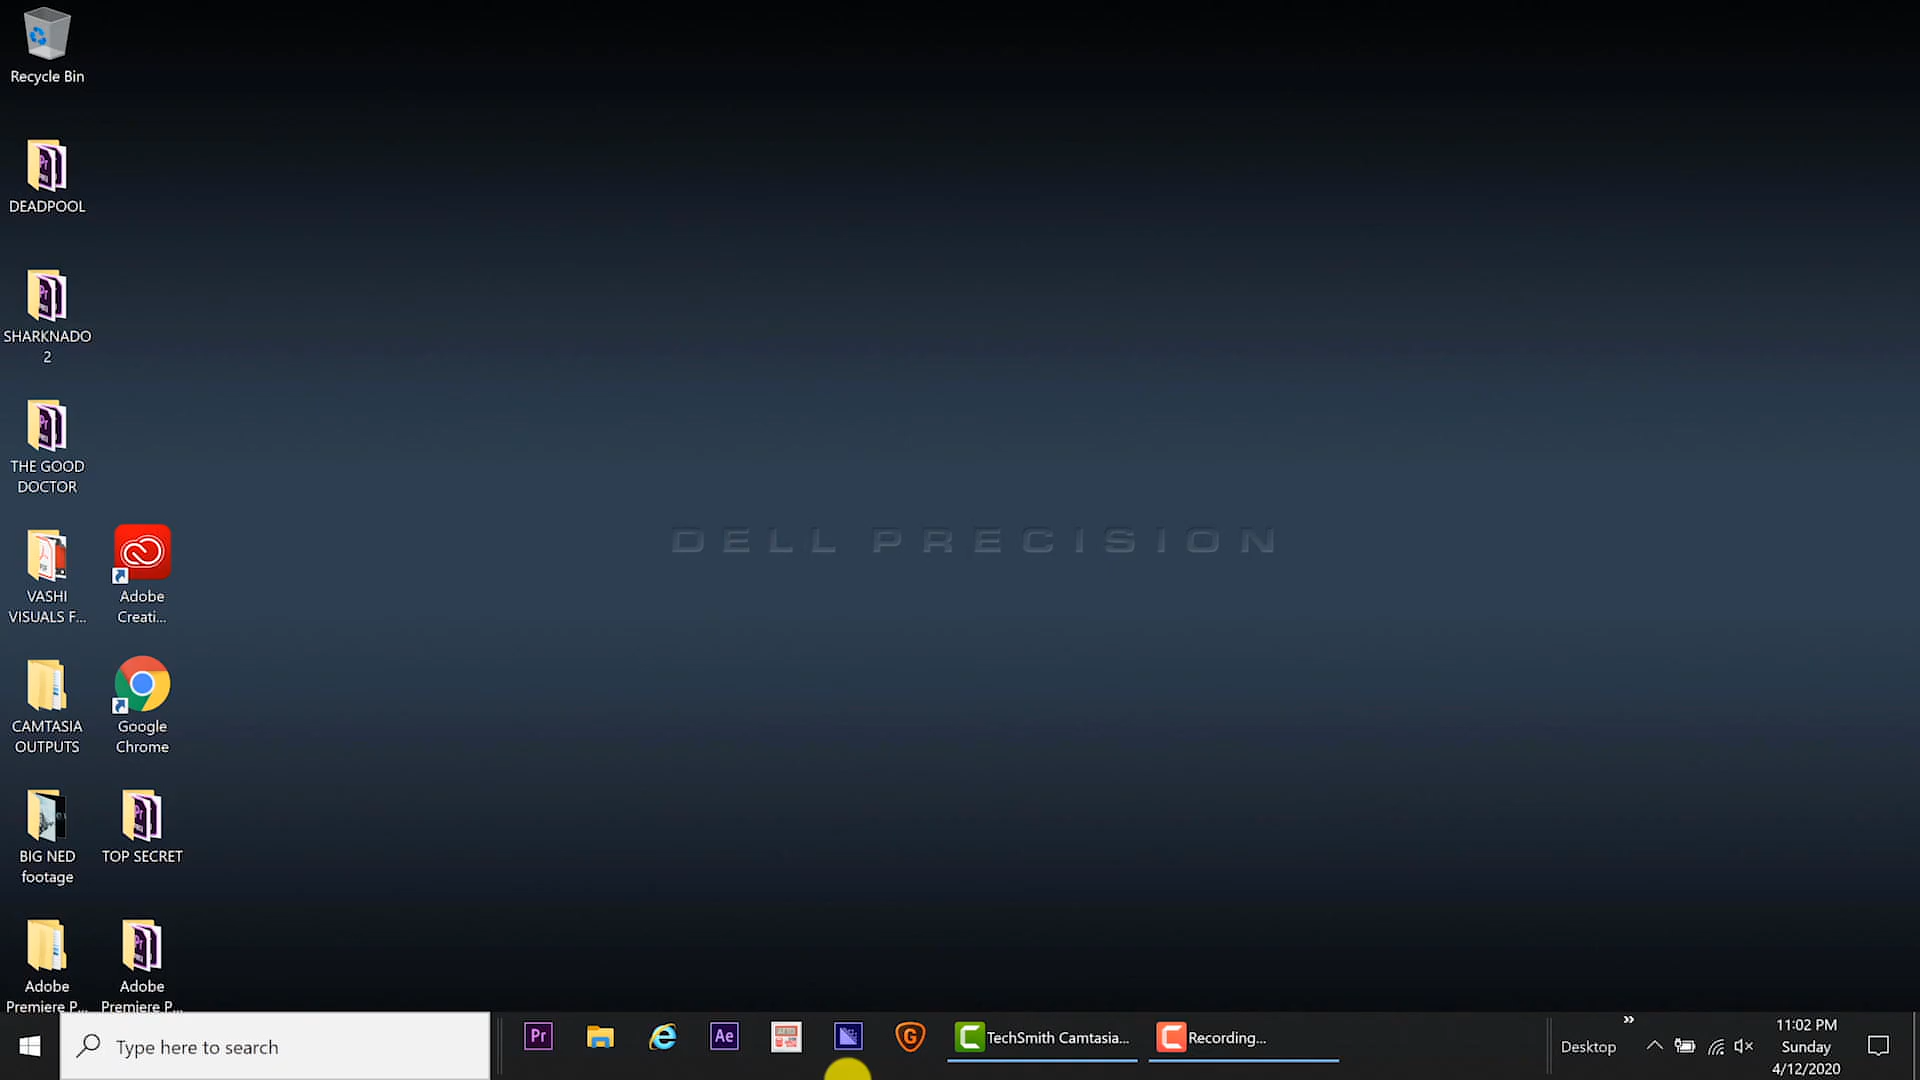 Recycle Bin
DEADPOOL
SHARKNADO
2
THE GOOD
DOCTOR
VASHI
VISUALS F...
Adobe
Creati...
CAMTASIA
OUTPUTS
Google
Chrome
BIG NED
footage
TOP SECRET
Adobe
Premiere P...
Adobe
Premiere P...
DELL PRECISION
Type here to search
Pr
Ae
TechSmith Camtasia...
Recording...
Desktop
11:02 PM
Sunday
4/12/2020